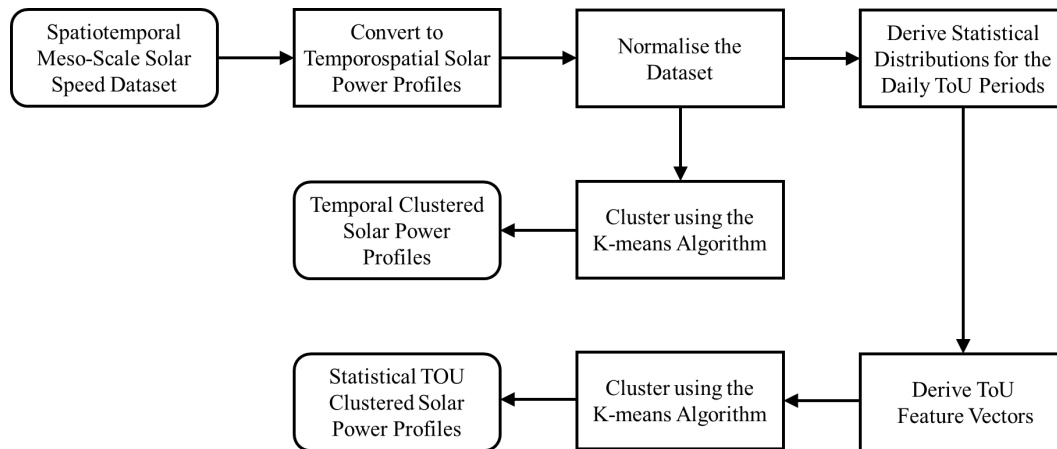 Spatiotemporal
Meso-Scale Solar
Speed Dataset
Convert to
Temporospatial Solar
Power Profiles
Normalise the
Dataset
Derive Statistical
Distributions for the
Daily ToU Periods
Temporal Clustered
Solar Power
Profiles
Cluster using the
K-means Algorithm
Statistical TOU
Clustered Solar
Power Profiles
Cluster using the
K-means Algorithm
Derive ToU
Feature Vectors